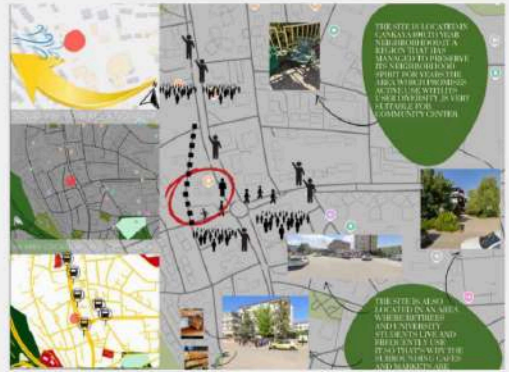 THE SITE IS LOCATED IN
CANKAYA 100.TH YEAR
NEIGHBORHOOD IT A
REGION THAT HAS
MANAGED TO PRESERVE
ITS NEIGHBORHOOD
SPIRIT FOR YEARS THE
AREA WHICH PROMISES
ACTIVE USE WITH ITS
USER DIVERSITY, IS VERY
SUITABLE FOR
COMMUNITY CENTER.
THE SITE IS ALSO
LOCATED IN AN AREA
WHERE RETIREES
AND UNIVERSITY
STUDENTS LIVE AND
FREQUENTLY USE
IT.SO THAT'S WHY THE
SURROUNDING CAFES
AND MARKETS ARE